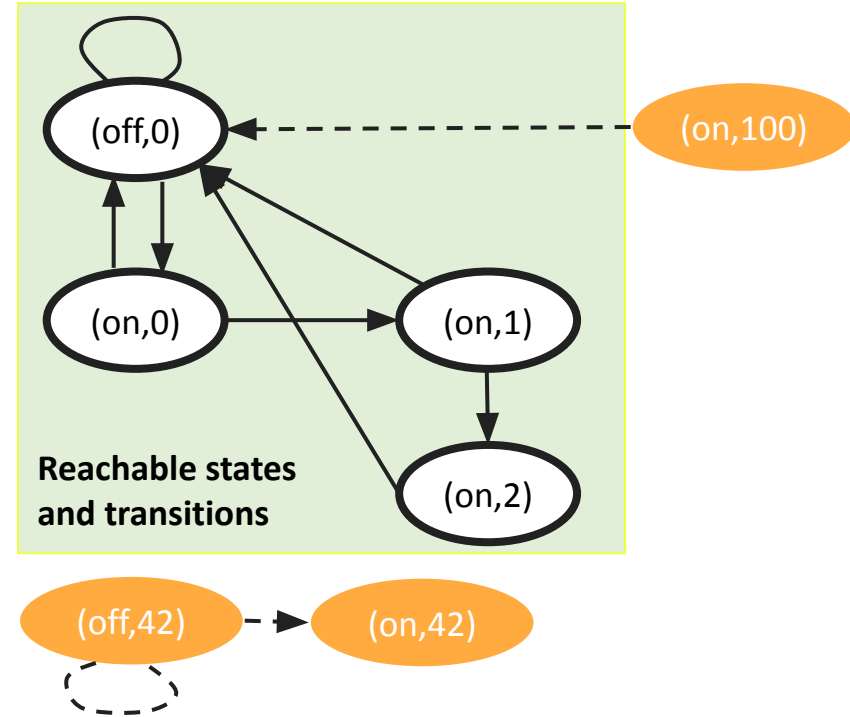 (off,0)
(on,100)
(on,0)
(on,1)
Reachable states
and transitions
(on,2)
(off,42)
(on,42)